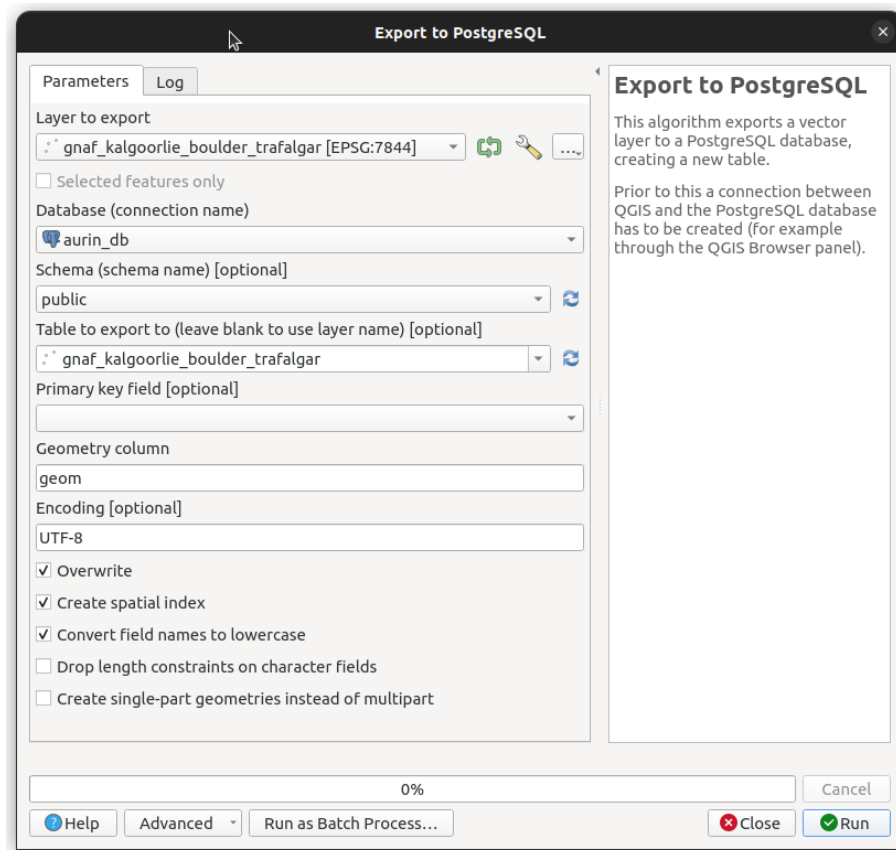 Export to PostgreSQL
Parameters
Log
Layer to export
gnaf_kalgoorlie_boulder_trafalgar [EPSG:7844]
...
Selected features only
Database (connection name)
aurin_db
Schema (schema name) [optional]
public
Table to export to (leave blank to use layer name) [optional]
gnaf_kalgoorlie_boulder_trafalgar
Primary key field [optional]
Geometry column
geom
Encoding [optional]
UTF-8
Overwrite
Create spatial index
Convert field names to lowercase
Drop length constraints on character fields
Create single-part geometries instead of multipart
Export to PostgreSQL
This algorithm exports a vector
layer to a PostgreSQL database,
creating a new table.
Prior to this a connection between
QGIS and the PostgreSQL database
has to be created (for example
through the QGIS Browser panel).
0%
Cancel
Help
Advanced
Run as Batch Process...
Close
Run